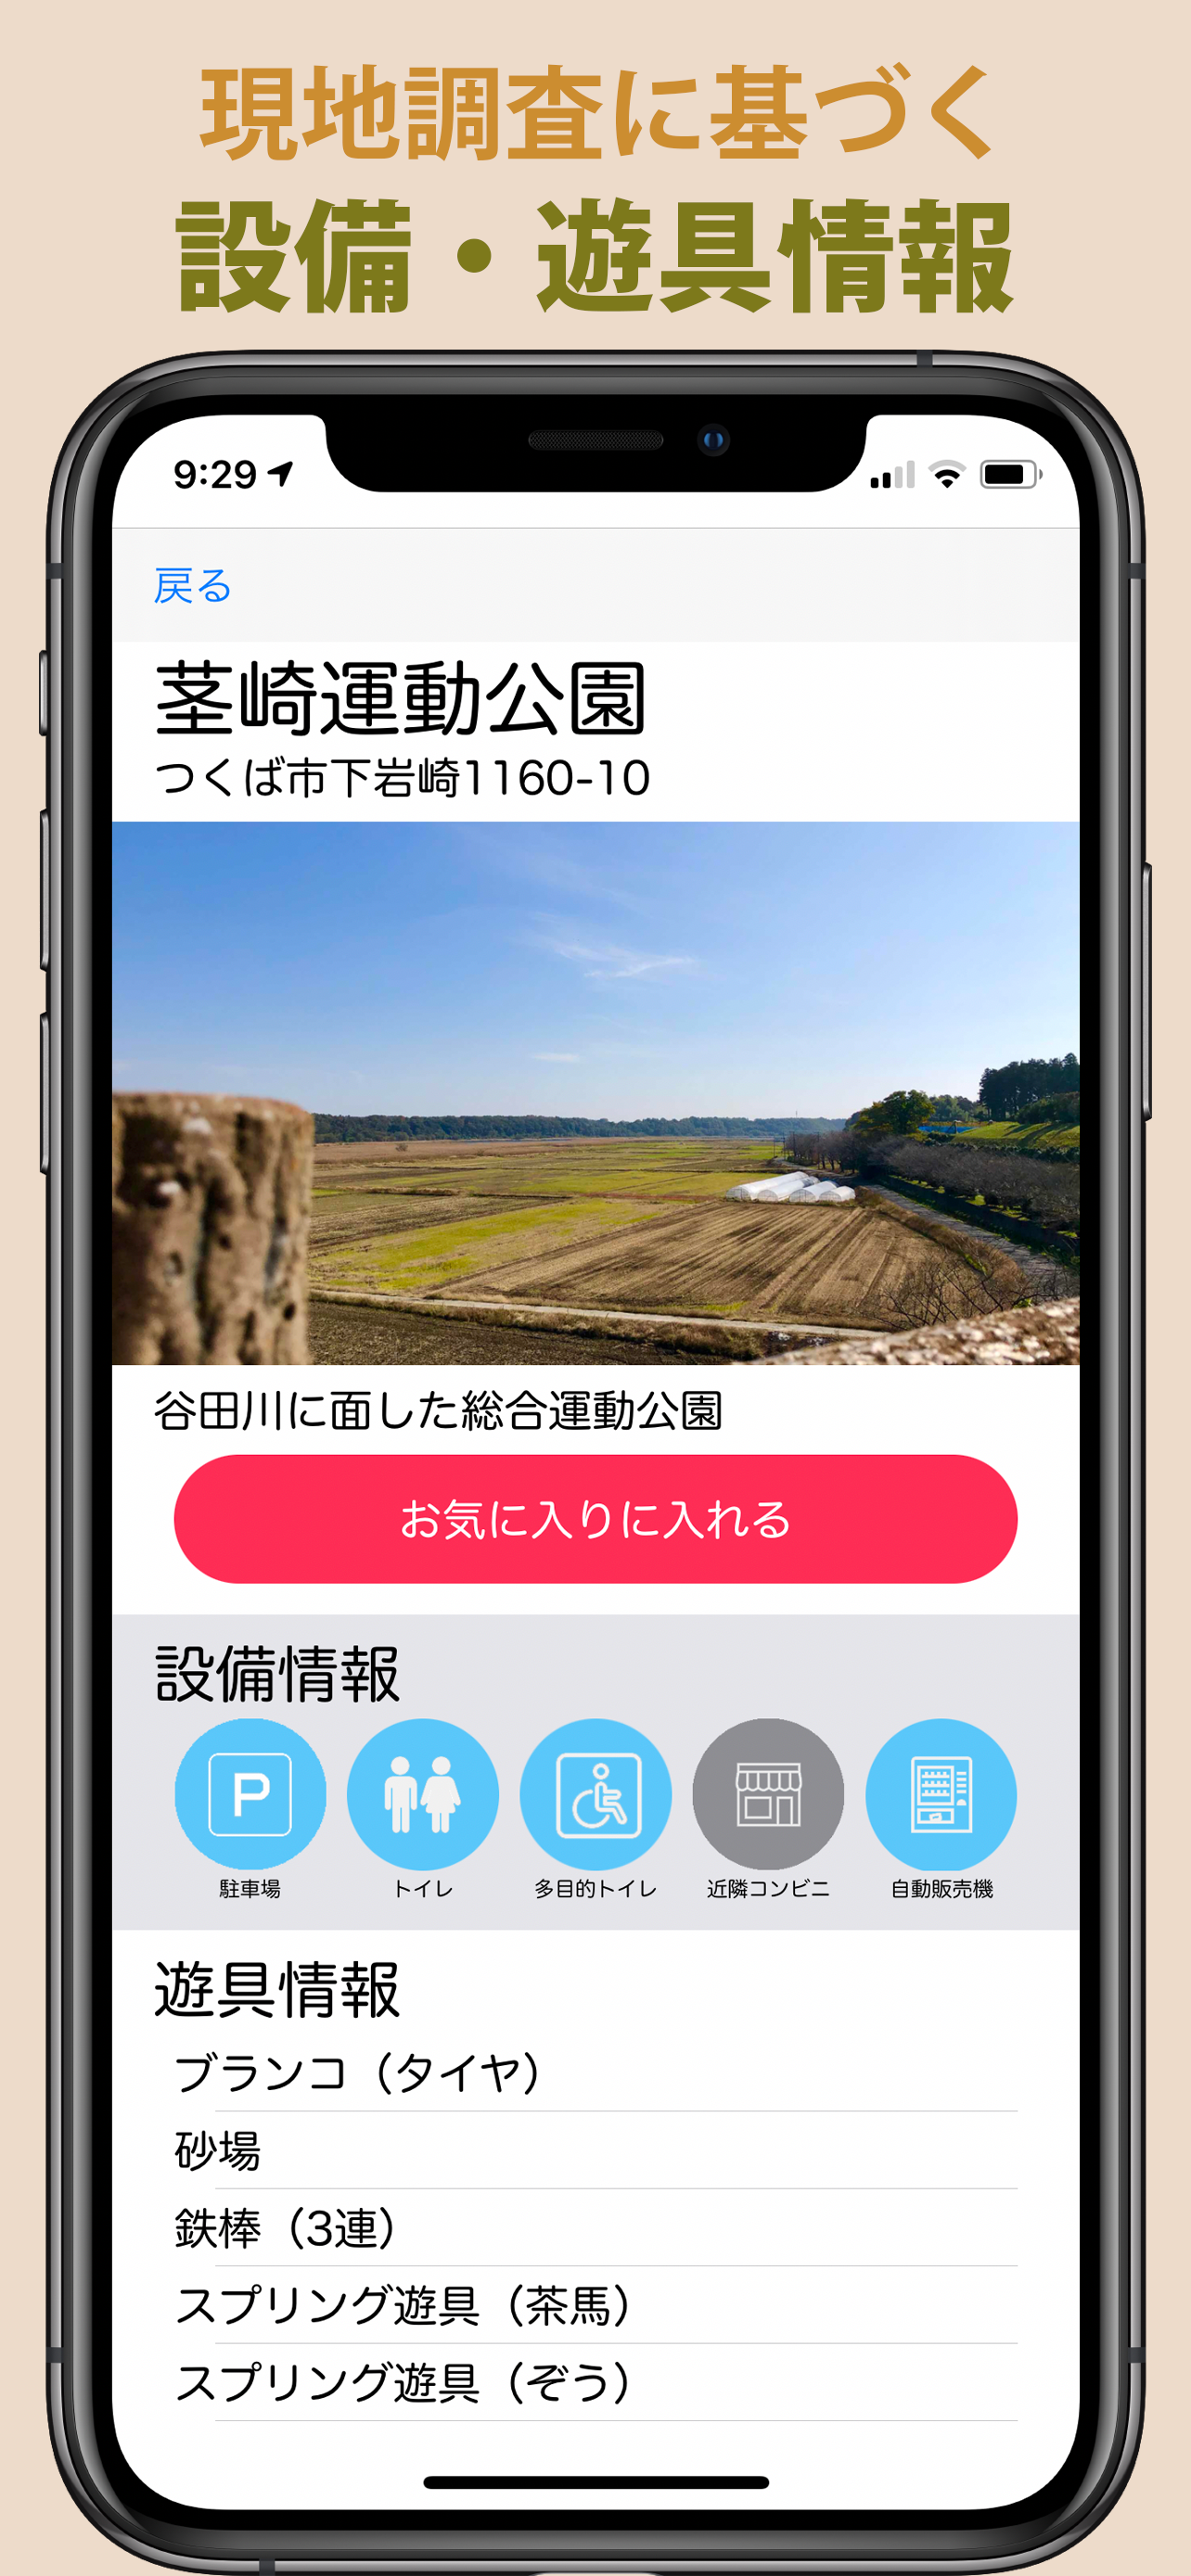 現地調査に基づく
設備・遊具情報
9:29
戻る
茎崎運動公園
つくば市下岩崎1160-10
谷田川に面した総合運動公園
お気に入りに入れる
設備情報
P
駐車場 トイレ 多目的トイレ 近隣コンビニ 自動販売機
遊具情報
ブランコ（タイヤ）
砂場
鉄棒（3連）
スプリング遊具（茶馬）
スプリング遊具（ぞう）